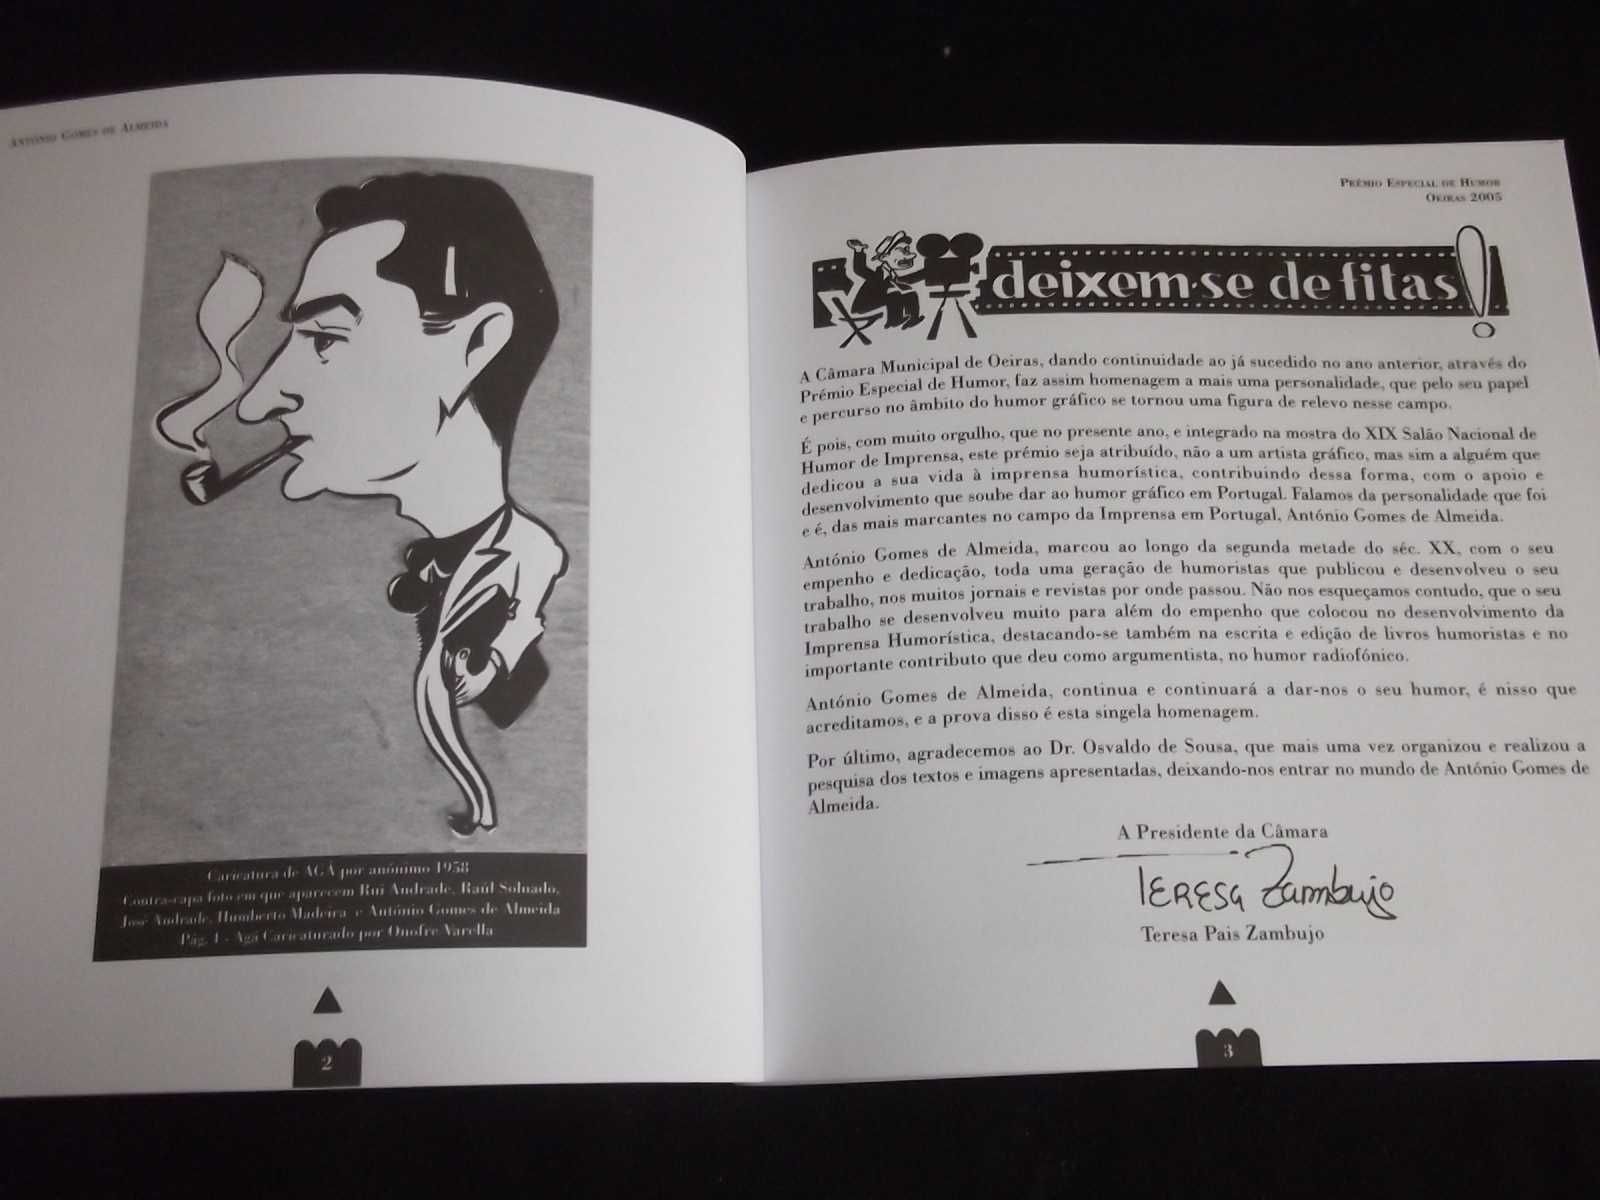 António Gomes de Almeida
Caricatura de AGÁ por anónimo 1958
Contra-capa foto em que aparecem Rui Andrade, Raúl Solnado,
José Andrade, Humberto Madeira e António Gomes de Almeida
Pág. 1 - Agá Caricaturado por Onofre Varella
2
Prémio Especial de Humor
Oeiras 2005
deixem-se de fitas!
A Câmara Municipal de Oeiras, dando continuidade ao já sucedido no ano anterior, através do
Prémio Especial de Humor, faz assim homenagem a mais uma personalidade, que pelo seu papel
e percurso no âmbito do humor gráfico se tornou uma figura de relevo nesse campo.
É pois, com muito orgulho, que no presente ano, e integrado na mostra do XIX Salão Nacional de
Humor de Imprensa, este prémio seja atribuído, não a um artista gráfico, mas sim a alguém que
dedicou a sua vida à imprensa humorística, contribuindo dessa forma, com o apoio e
desenvolvimento que soube dar ao humor gráfico em Portugal. Falamos da personalidade que foi
e é, das mais marcantes no campo da Imprensa em Portugal, António Gomes de Almeida.
António Gomes de Almeida, marcou ao longo da segunda metade do séc. XX, com o seu
empenho e dedicação, toda uma geração de humoristas que publicou e desenvolveu o seu
trabalho, nos muitos jornais e revistas por onde passou. Não nos esqueçamos contudo, que o seu
trabalho se desenvolveu muito para além do empenho que colocou no desenvolvimento da
Imprensa Humorística, destacando-se também na escrita e edição de livros humoristas e no
importante contributo que deu como argumentista, no humor radiofónico.
António Gomes de Almeida, continua e continuará a dar-nos o seu humor, é nisso que
acreditamos, e a prova disso é esta singela homenagem.
Por último, agradecemos ao Dr. Osvaldo de Sousa, que mais uma vez organizou e realizou a
pesquisa dos textos e imagens apresentadas, deixando-nos entrar no mundo de António Gomes de
Almeida.
A Presidente da Câmara
Teresa Zambujo
Teresa Pais Zambujo
3